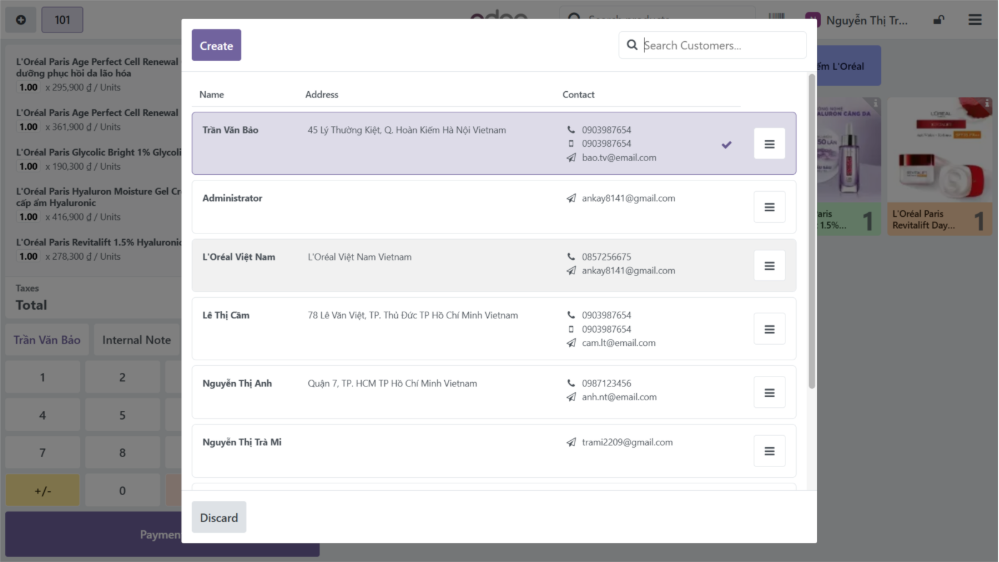 101
odoo
Search products...
Nguyễn Thị Tr...
L'Oréal Paris Age Perfect Cell Renewal
dưỡng phục hồi da lão hóa
1.00 x 295,900 ₫ / Units
L'Oréal Paris Age Perfect Cell Renewal
1.00 x 361,900 ₫ / Units
L'Oréal Paris Glycolic Bright 1% Glycoli
1.00 x 190,300 ₫ / Units
L'Oréal Paris Hyaluron Moisture Gel Cr
cấp ẩm Hyaluronic
1.00 x 416,900 ₫ / Units
L'Oréal Paris Revitalift 1.5% Hyaluronic
1.00 x 278,300 ₫ / Units
Taxes
Total
Trần Văn Bảo
Internal Note
1 2
4 5
7 8
+/- 0
Paymen
Create
Search Customers...
Name Address Contact
Trần Văn Bảo 45 Lý Thường Kiệt, Q. Hoàn Kiếm Hà Nội Vietnam 0903987654
0903987654
bao.tv@email.com
Administrator ankay8141@gmail.com
L'Oréal Việt Nam L'Oréal Việt Nam Vietnam 0857256675
ankay8141@gmail.com
Lê Thị Cẩm 78 Lê Văn Việt, TP. Thủ Đức TP Hồ Chí Minh Vietnam 0903987654
0903987654
cam.lt@email.com
Nguyễn Thị Anh Quận 7, TP. HCM TP Hồ Chí Minh Vietnam 0987123456
anh.nt@email.com
Nguyễn Thị Trà Mi trami2209@gmail.com
Discard
ểm L'Oréal
aris
1.5%...
1
L'Oréal Paris
Revitalift Day...
1